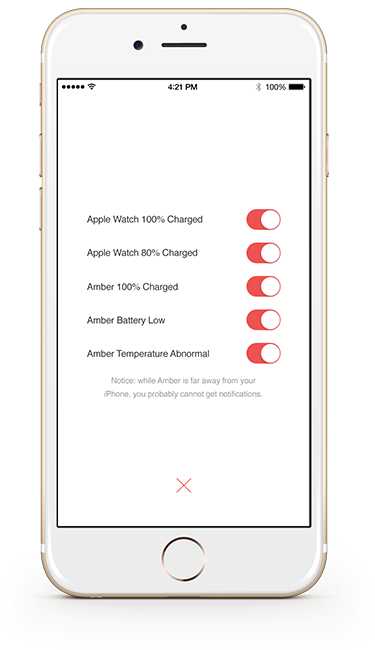 4:21 PM 100%
Apple Watch 100% Charged
Apple Watch 80% Charged
Amber 100% Charged
Amber Battery Low
Amber Temperature Abnormal
Notice: while Amber is far away from your
iPhone, you probably cannot get notifications.